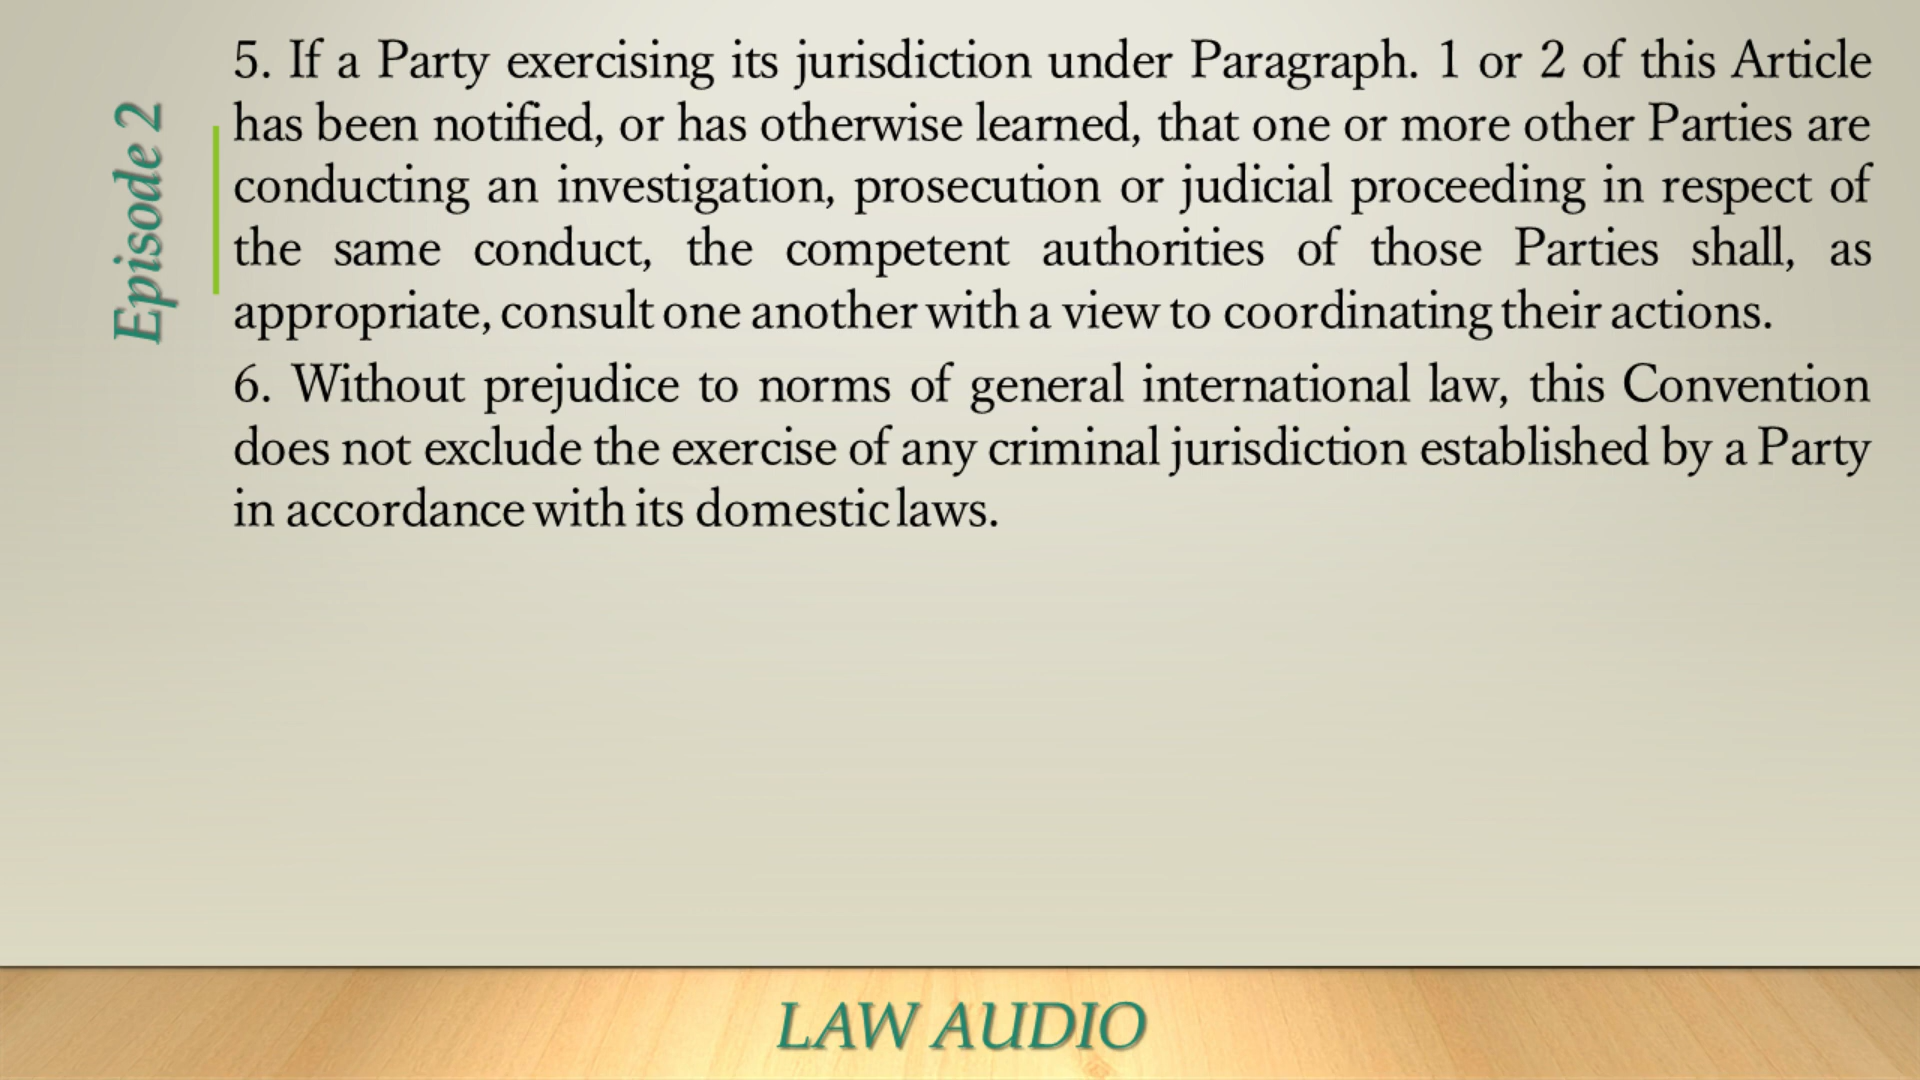 Episode 2
5. If a Party exercising its jurisdiction under Paragraph. 1 or 2 of this Article
has been notified, or has otherwise learned, that one or more other Parties are
conducting an investigation, prosecution or judicial proceeding in respect of
the same conduct, the competent authorities of those Parties shall, as
appropriate, consult one another with a view to coordinating their actions.
6. Without prejudice to norms of general international law, this Convention
does not exclude the exercise of any criminal jurisdiction established by a Party
in accordance with its domestic laws.
LAW AUDIO